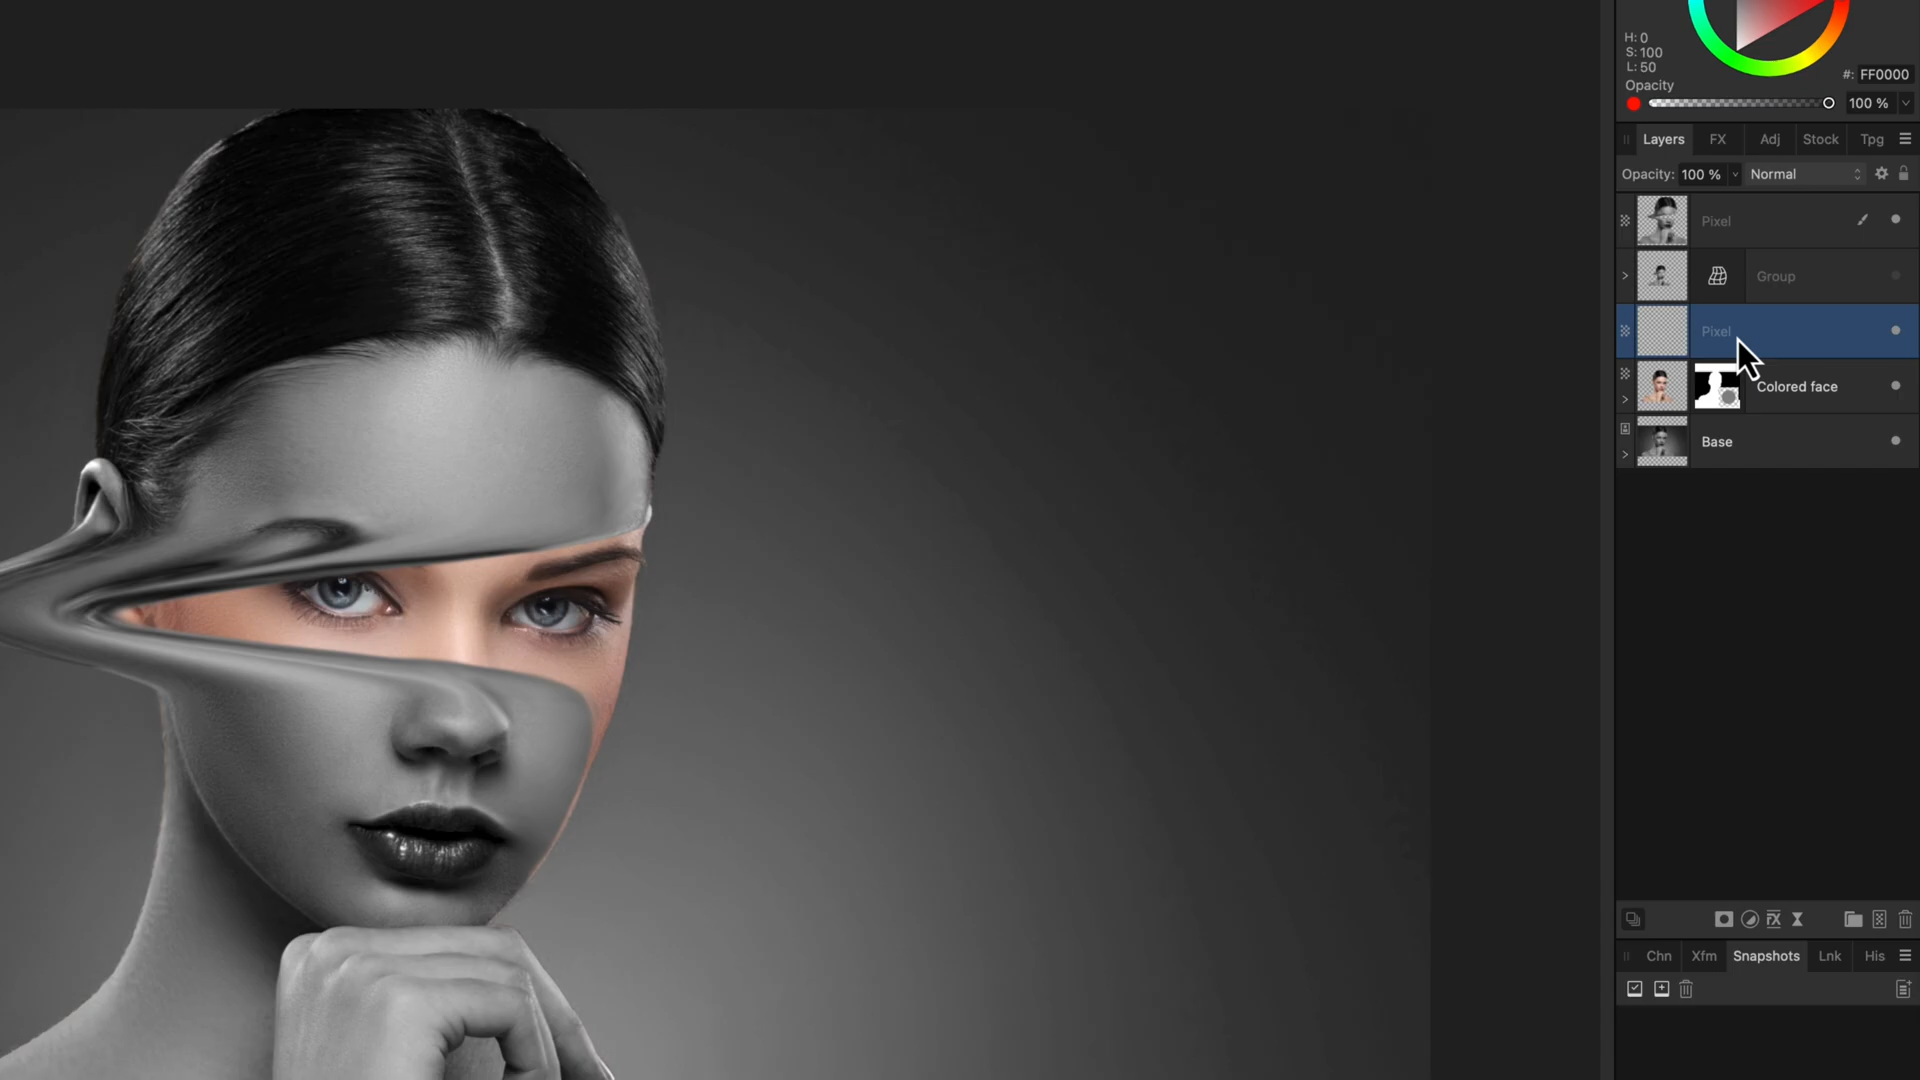 H: 0
S: 100
L: 50
#: FF0000
Opacity
100 %
Layers FX Adj Stock Tpg
Opacity: 100 % Normal
Pixel
Group
Pixel
Colored face
Base
Chn Xfm Snapshots Lnk His